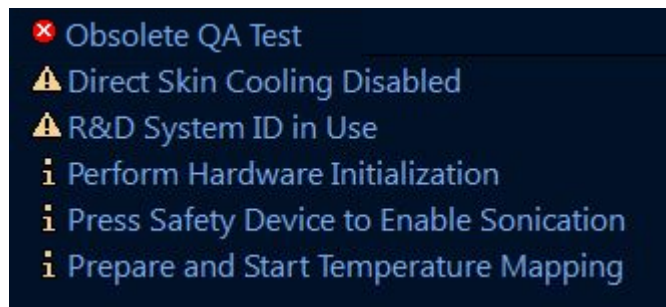 Obsolete QA Test
Direct Skin Cooling Disabled
R&D System ID in Use
Perform Hardware Initialization
Press Safety Device to Enable Sonication
Prepare and Start Temperature Mapping